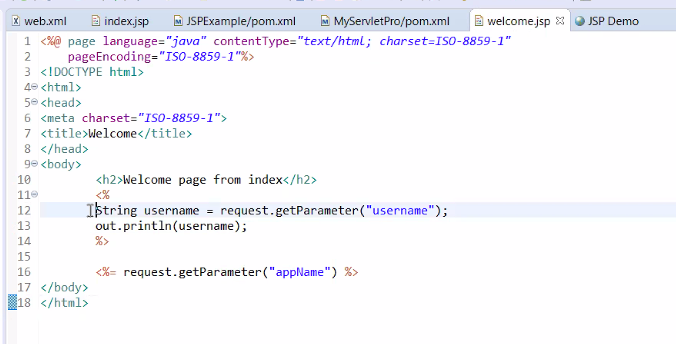 web.xml index.jsp JSPExample/pom.xml MyServletPro/pom.xml welcome.jsp JSP Demo
1 <%@ page language="java" contentType="text/html; charset=ISO-8859-1"
2 pageEncoding="ISO-8859-1"%>
3 <!DOCTYPE html>
4 <html>
5 <head>
6 <meta charset="ISO-8859-1">
7 <title>Welcome</title>
8 </head>
9 <body>
10 <h2>Welcome page from index</h2>
11 <%
12 String username = request.getParameter("username");
13 out.println(username);
14 %>
15
16 <%= request.getParameter("appName") %>
17 </body>
18 </html>